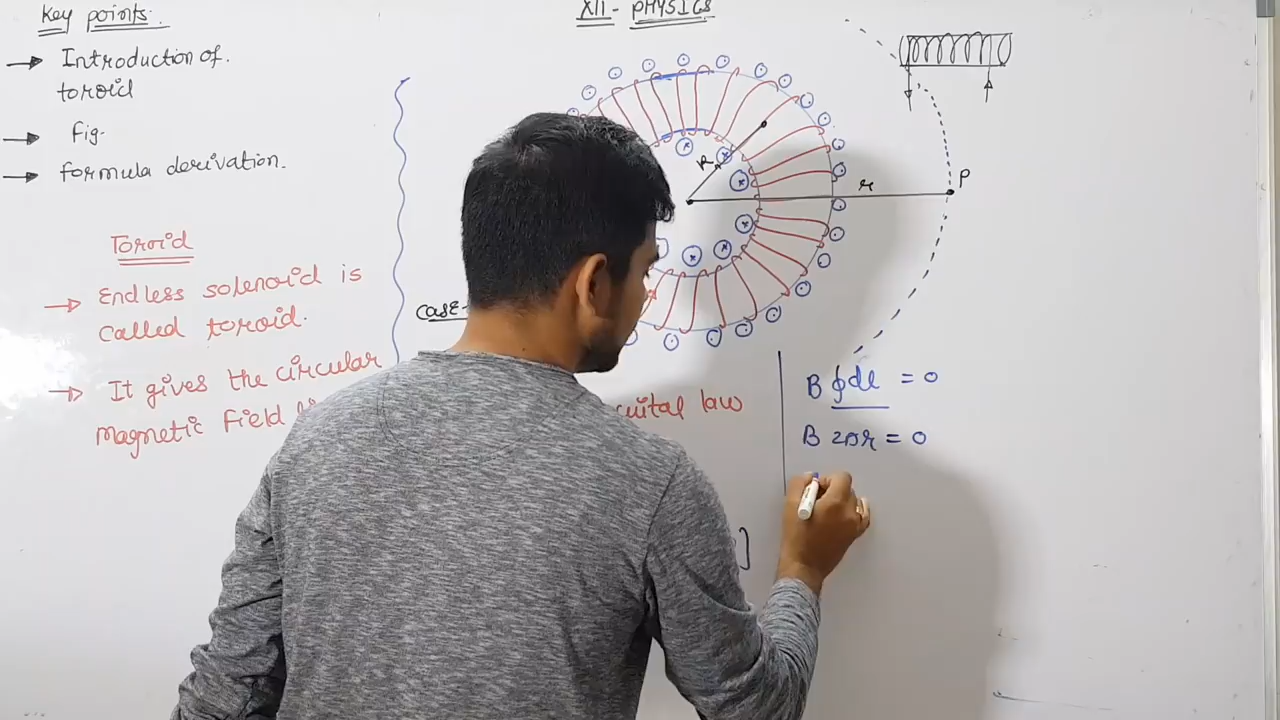 XII - PHYSICS
Key points.
→ Introduction of.
toroid
→ fig.
→ formula derivation.
Toroid
→ Endless solenoid is
called toroid.
→ It gives the circular
Magnetic field
R
r
P
case-
law
B ∮dl = 0
B 2πr = 0